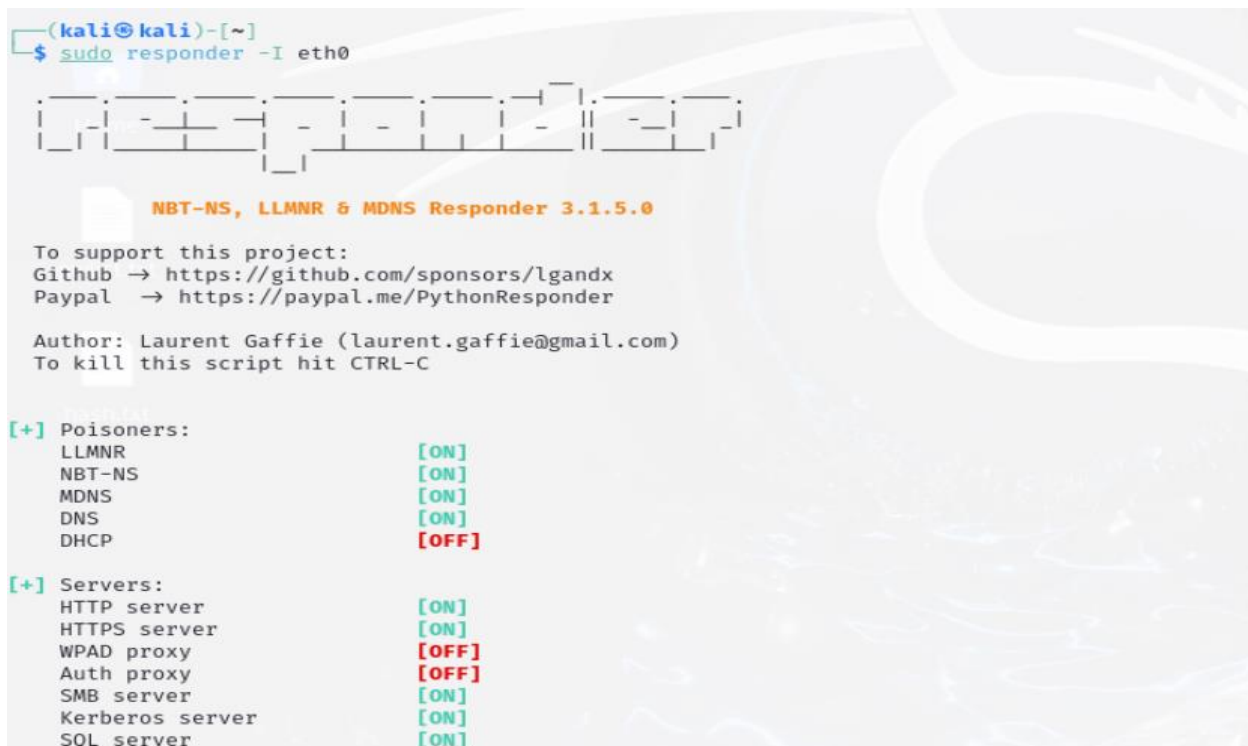 (kali㉿kali)-[~]
$ sudo responder -I eth0
NBT-NS, LLMNR & MDNS Responder 3.1.5.0
To support this project:
Github → https://github.com/sponsors/lgandx
Paypal → https://paypal.me/PythonResponder
Author: Laurent Gaffie (laurent.gaffie@gmail.com)
To kill this script hit CTRL-C
[+] Poisoners:
LLMNR [ON]
NBT-NS [ON]
MDNS [ON]
DNS [ON]
DHCP [OFF]
[+] Servers:
HTTP server [ON]
HTTPS server [ON]
WPAD proxy [OFF]
Auth proxy [OFF]
SMB server [ON]
Kerberos server [ON]
SQL server [ON]